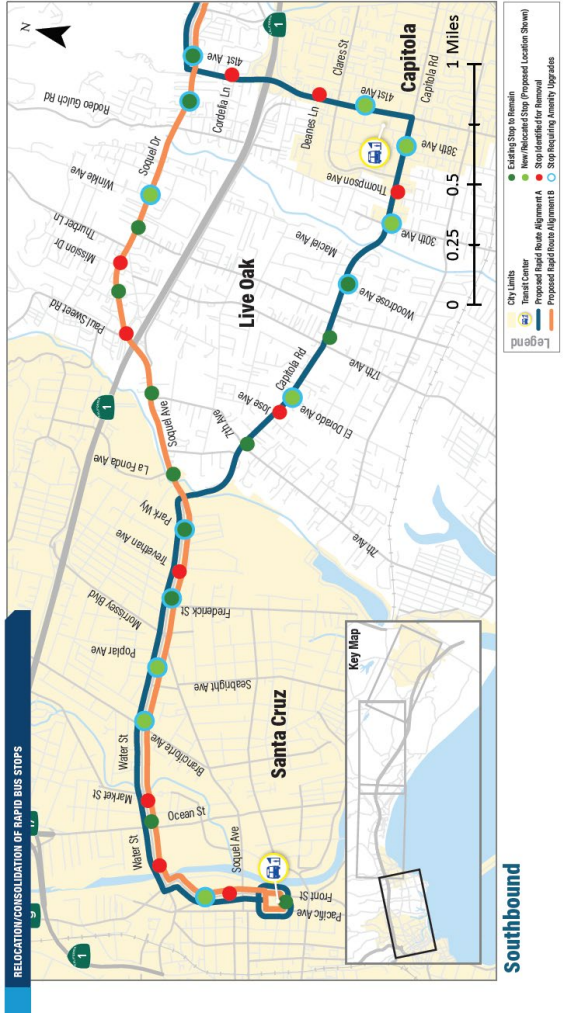 RELOCATION/CONSOLIDATION OF RAPID BUS STOPS
N
1
1
1
9
17
Rodeo Gulch Rd
Soquel Dr
Winkle Ave
Thurber Ln
Mission Dr
Paul Sweet Rd
Soquel Ave
La Fonda Ave
Park Wy
Trevethan Ave
Morrissey Blvd
Frederick St
Poplar Ave
Seabright Ave
Branciforte Ave
Water St
Market St
Ocean St
Water St
Soquel Ave
Front St
Pacific Ave
Santa Cruz
Live Oak
Capitola
41st Ave
Cordelia Ln
Deanes Ln
Clares St
41st Ave
Capitola Rd
38th Ave
Thompson Ave
30th Ave
Maciel Ave
Woodrose Ave
17th Ave
Capitola Rd
El Dorado Ave
Jose Ave
7th Ave
7th Ave
0 0.25 0.5 1 Miles
Key Map
Southbound
Legend
City Limits
Transit Center
Proposed Rapid Route Alignment A
Proposed Rapid Route Alignment B
Existing Stop to Remain
New/Relocated Stop (Proposed Location Shown)
Stop Identified for Removal
Stop Requiring Amenity Upgrades